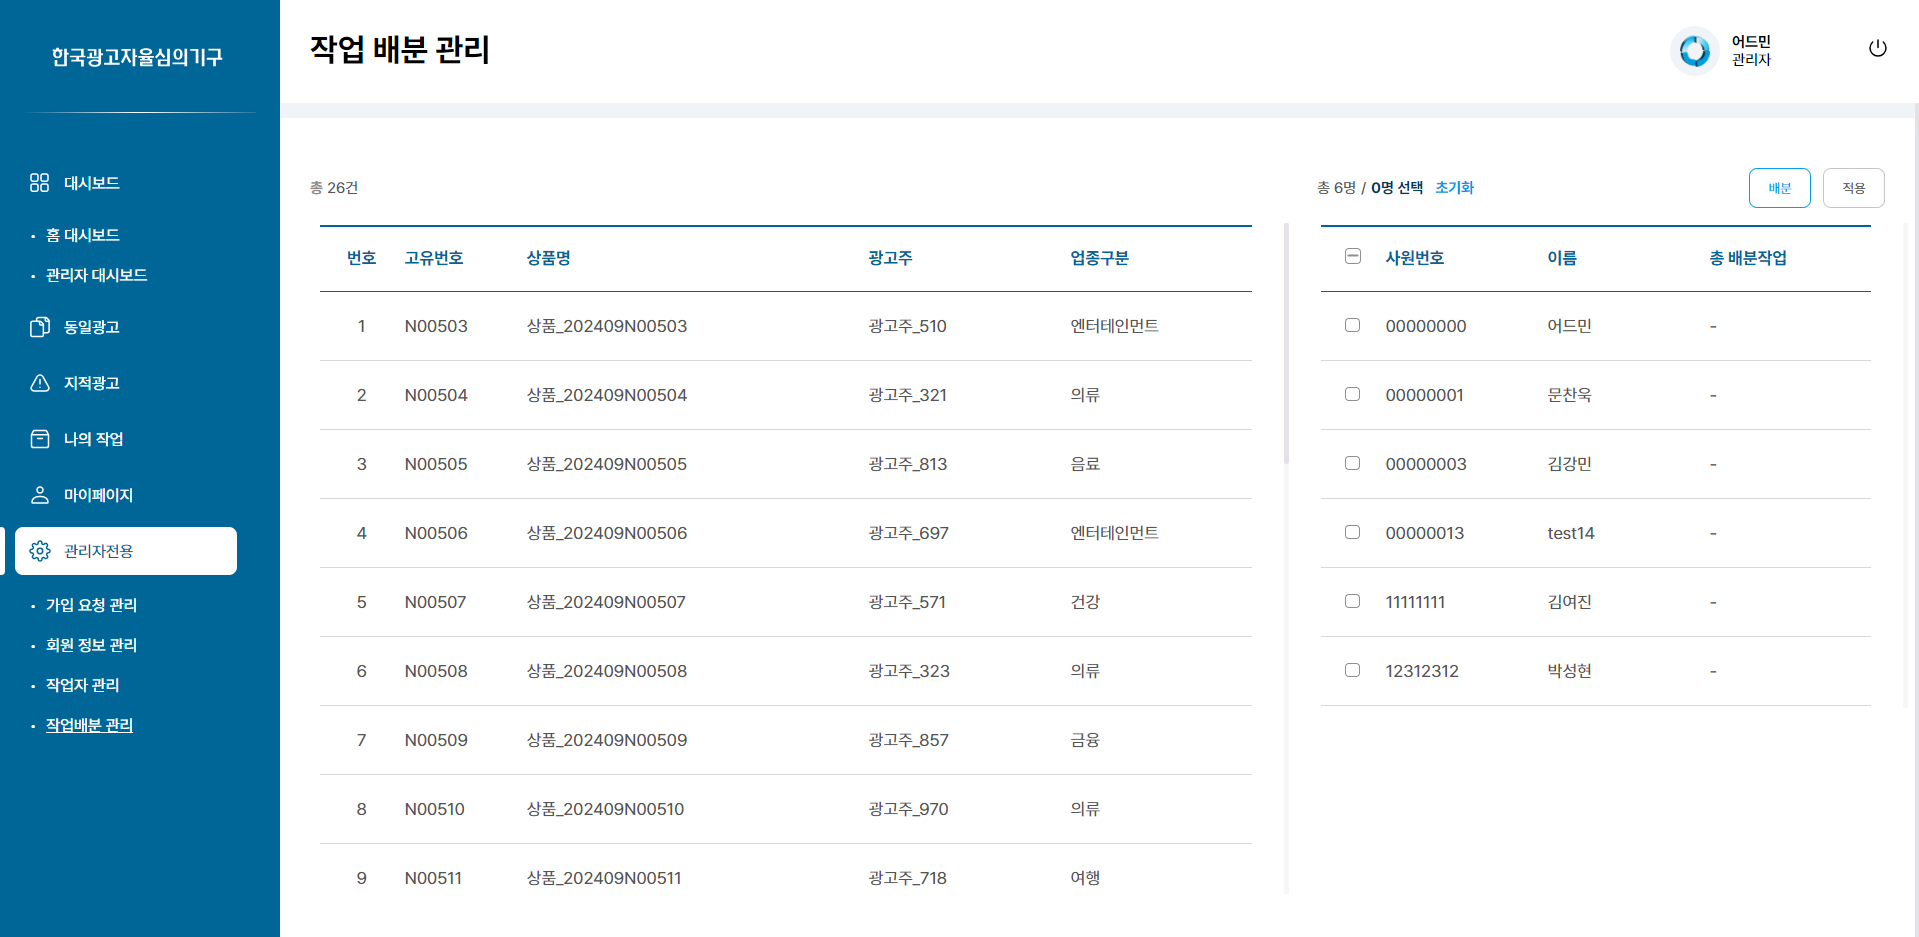 한국광고자율심의기구
대시보드
· 홈 대시보드
· 관리자 대시보드
동일광고
지적광고
나의 작업
마이페이지
관리자전용
· 가입 요청 관리
· 회원 정보 관리
· 작업자 관리
· 작업배분 관리
작업 배분 관리
어드민
관리자
총 26건
번호 고유번호 상품명 광고주 업종구분
1 N00503 상품_202409N00503 광고주_510 엔터테인먼트
2 N00504 상품_202409N00504 광고주_321 의류
3 N00505 상품_202409N00505 광고주_813 음료
4 N00506 상품_202409N00506 광고주_697 엔터테인먼트
5 N00507 상품_202409N00507 광고주_571 건강
6 N00508 상품_202409N00508 광고주_323 의류
7 N00509 상품_202409N00509 광고주_857 금융
8 N00510 상품_202409N00510 광고주_970 의류
9 N00511 상품_202409N00511 광고주_718 여행
총 6명 / 0명 선택 초기화
배분 적용
사원번호 이름 총 배분작업
00000000 어드민 -
00000001 문찬욱 -
00000003 김강민 -
00000013 test14 -
11111111 김여진 -
12312312 박성현 -